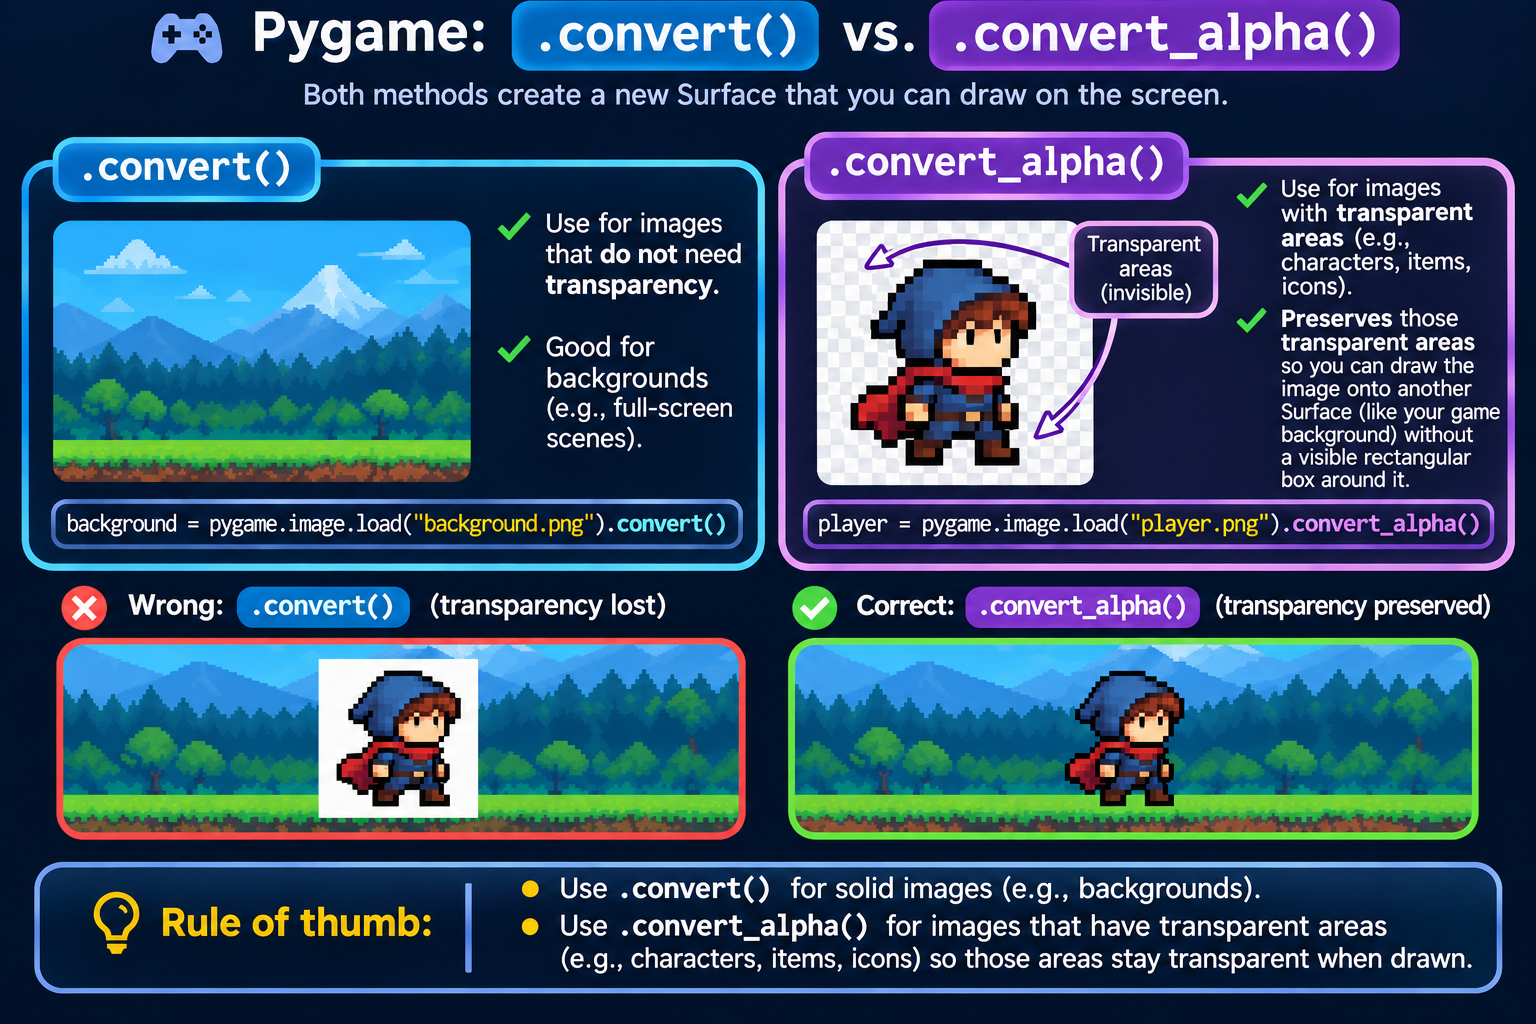 Pygame: .convert() vs. .convert_alpha()
Both methods create a new Surface that you can draw on the screen.
.convert()
Use for images
that do not need
transparency.
Good for
backgrounds
(e.g., full-screen
scenes).
background = pygame.image.load("background.png").convert()
.convert_alpha()
Transparent
areas
(invisible)
Use for images
with transparent
areas (e.g.,
characters, items,
icons).
Preserves those
transparent areas
so you can draw the
image onto another
Surface (like your game
background) without
a visible rectangular
box around it.
player = pygame.image.load("player.png").convert_alpha()
Wrong: .convert() (transparency lost)
Correct: .convert_alpha() (transparency preserved)
Rule of thumb:
Use .convert() for solid images (e.g., backgrounds).
Use .convert_alpha() for images that have transparent areas
(e.g., characters, items, icons) so those areas stay transparent when drawn.